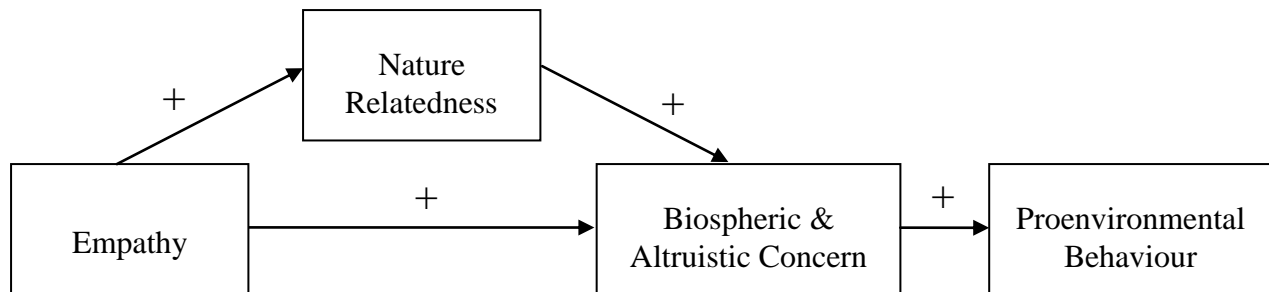 Nature
Relatedness
+
+
Empathy
+
Biospheric &
Altruistic Concern
+
Proenvironmental
Behaviour